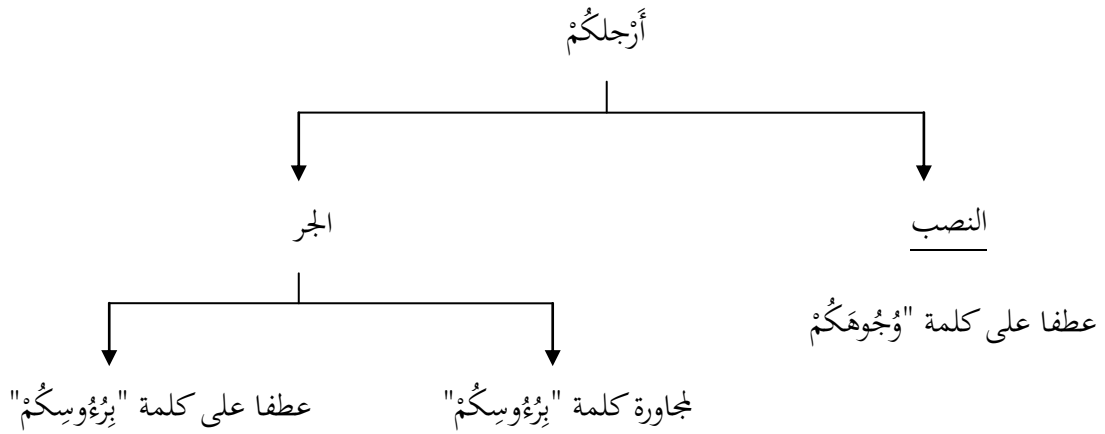 أَرْجلكُمْ
النصب
الجر
عطفا على كلمة "وُجُوهَكُمْ
لمجاورة كلمة "بِرُءُوسِكُمْ"
عطفا على كلمة "بِرُءُوسِكُمْ"